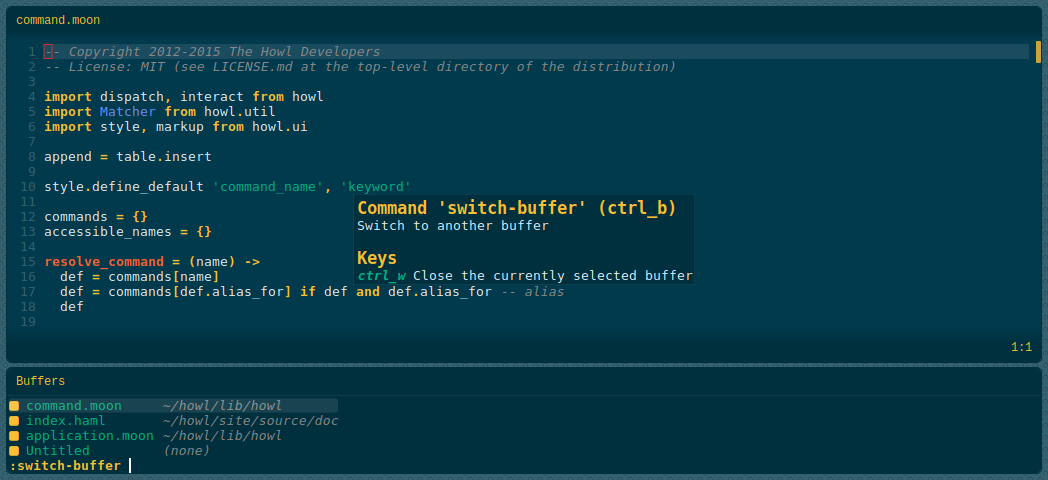 command.moon
1 -- Copyright 2012-2015 The Howl Developers
2 -- License: MIT (see LICENSE.md at the top-level directory of the distribution)
3
4 import dispatch, interact from howl
5 import Matcher from howl.util
6 import style, markup from howl.ui
7
8 append = table.insert
9
10 style.define_default 'command_name', 'keyword'
11
12 commands = {}
13 accessible_names = {}
14
15 resolve_command = (name) ->
16   def = commands[name]
17   def = commands[def.alias_for] if def and def.alias_for -- alias
18   def
19
Command 'switch-buffer' (ctrl_b)
Switch to another buffer
Keys
ctrl_w Close the currently selected buffer
1:1
Buffers
command.moon ~/howl/lib/howl
index.haml ~/howl/site/source/doc
application.moon ~/howl/lib/howl
Untitled (none)
:switch-buffer